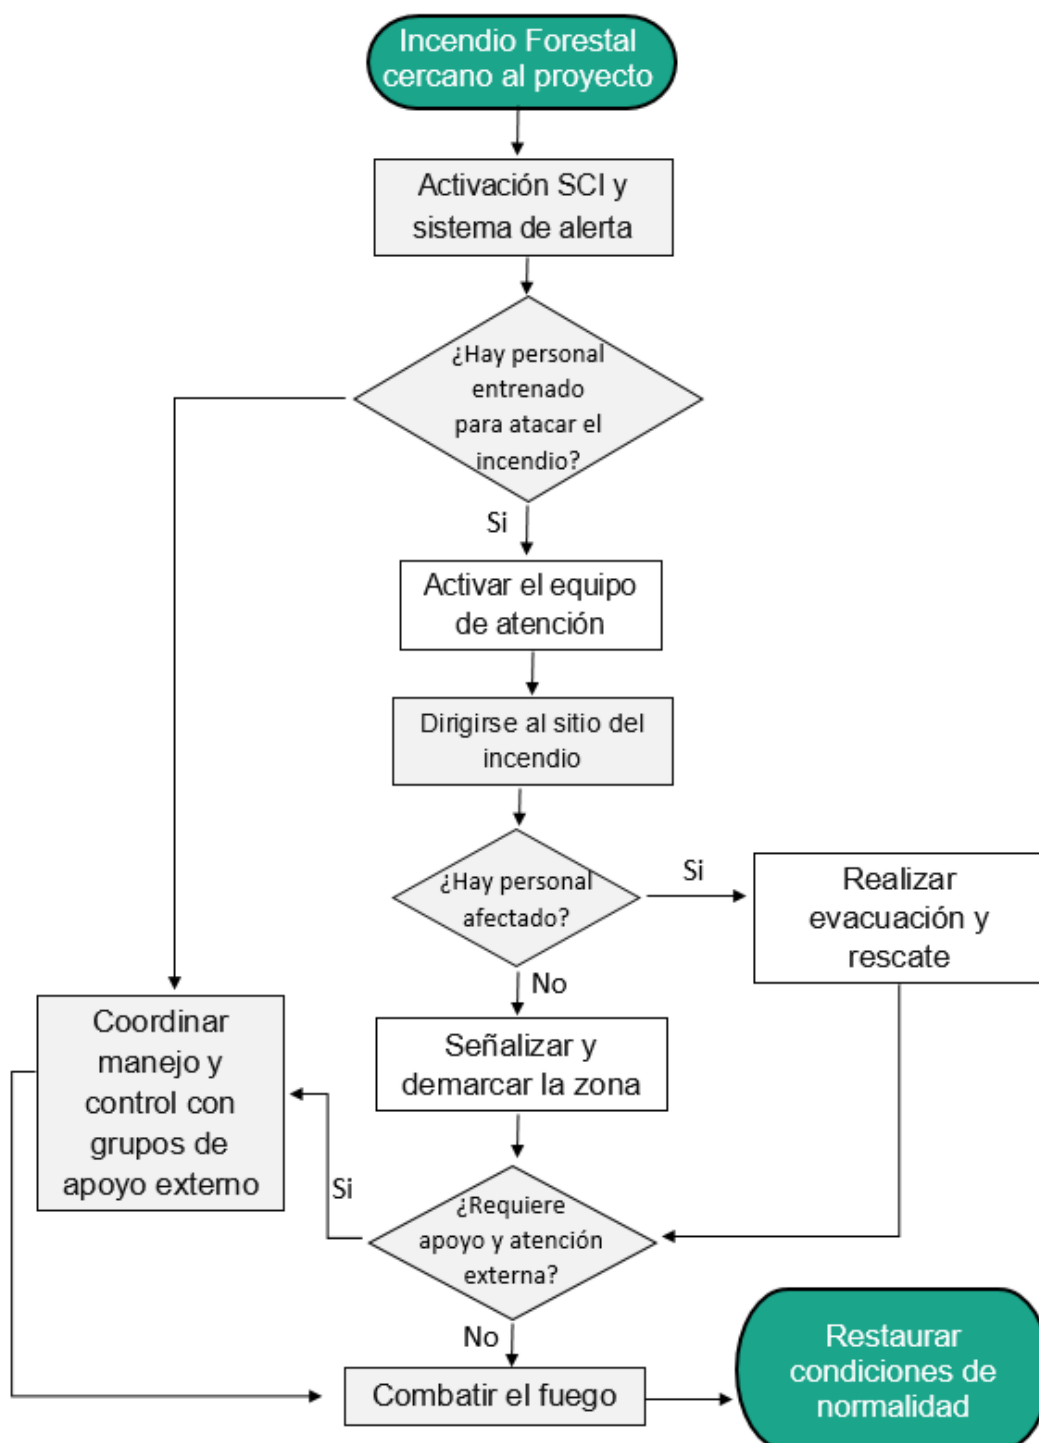 Incendio Forestal
cercano al proyecto
Activación SCI y
sistema de alerta
¿Hay personal
entrenado
para atacar el
incendio?
Si
Activar el equipo
de atención
Dirigirse al sitio del
incendio
¿Hay personal
afectado?
Si
Realizar
evacuación y
rescate
No
Señalizar y
demarcar la zona
Coordinar
manejo y
control con
grupos de
apoyo externo
Si
¿Requiere
apoyo y atención
externa?
No
Combatir el fuego
Restaurar
condiciones de
normalidad